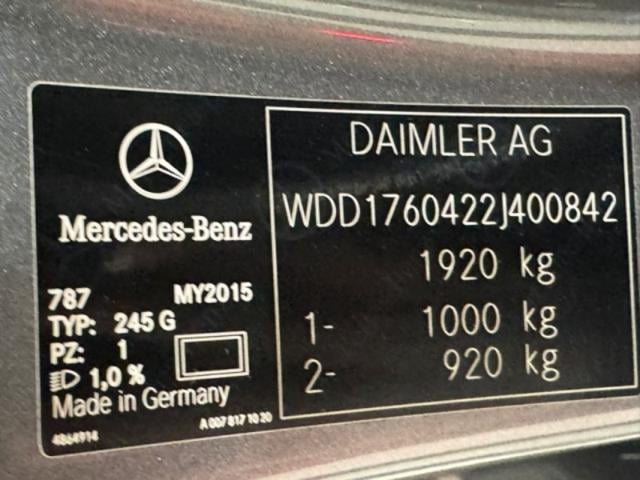 Mercedes-Benz
787 MY2015
TYP: 245 G
PZ: 1
1,0 %
Made in Germany
4864914
A 007 817 10 20
DAIMLER AG
WDD1760422J400842
1920 kg
1- 1000 kg
2- 920 kg